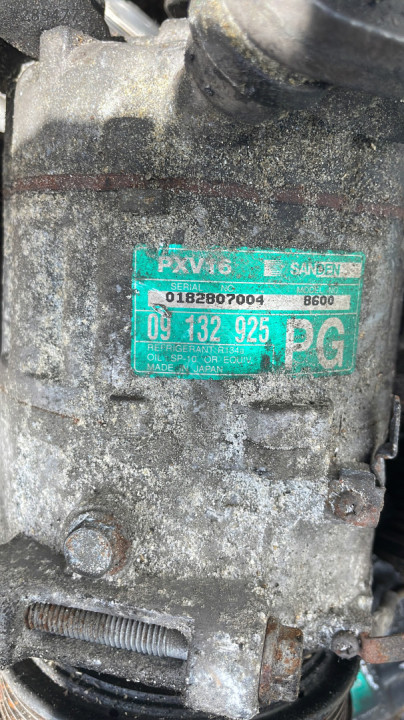 PXV16 SANDEN
SERIAL NO. MODEL NO.
0182807004 8600
09 132 925 PG
REFRIGERANT:R134a
OIL: SP-10 OR EQUIV.
MADE IN JAPAN